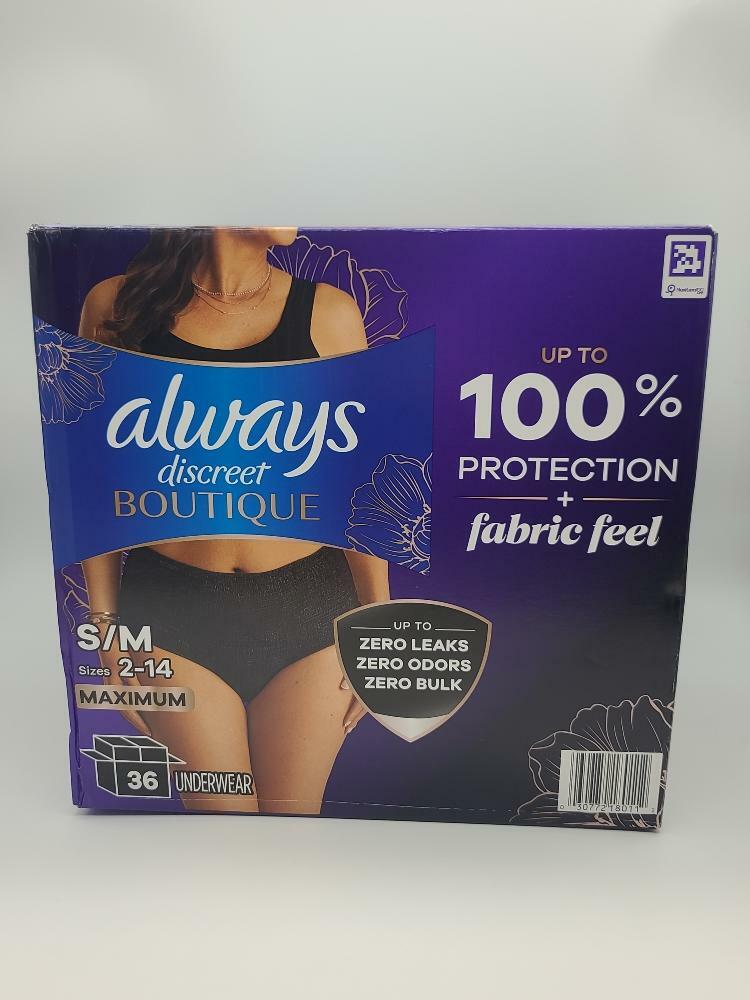 always
discreet
BOUTIQUE
UP TO
100%
PROTECTION
+
fabric feel
UP TO
ZERO LEAKS
ZERO ODORS
ZERO BULK
S/M
Sizes 2-14
MAXIMUM
36 UNDERWEAR